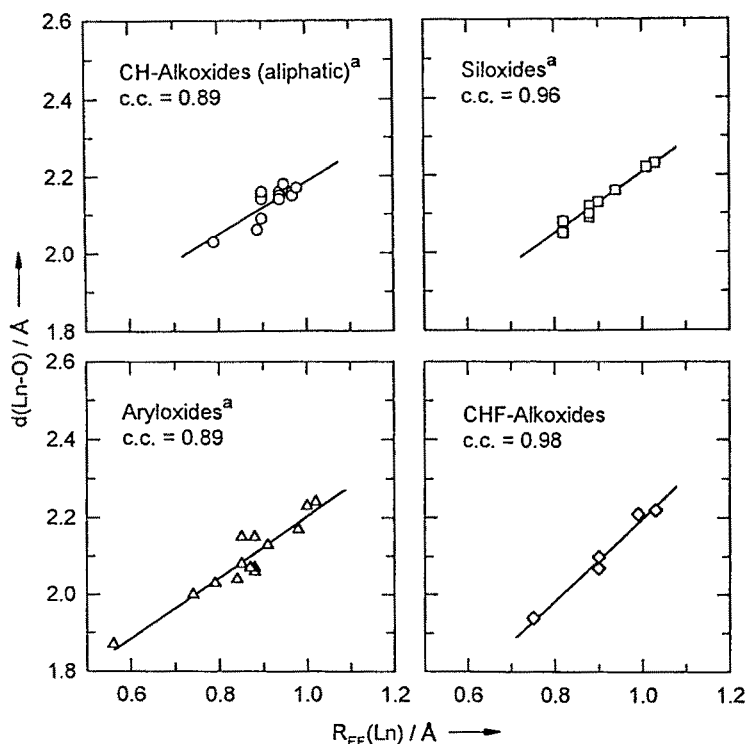 2.6
2.4
2.2
2.0
1.8
CH-Alkoxides (aliphatic)a
c.c. = 0.89
Siloxidesa
c.c. = 0.96
d(Ln-O) / Å
2.6
2.4
2.2
2.0
1.8
Aryloxidesa
c.c. = 0.89
CHF-Alkoxides
c.c. = 0.98
0.6 0.8 1.0 1.2 0.6 0.8 1.0 1.2
REF(Ln) / Å